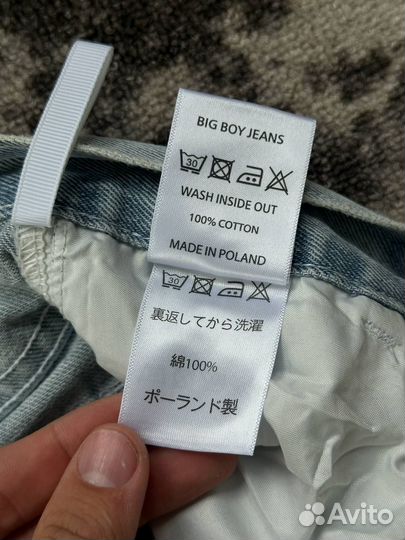 BIG BOY JEANS
30
WASH INSIDE OUT
100% COTTON
MADE IN POLAND
30
裏返してから洗濯
綿100%
ポーランド製
Avito